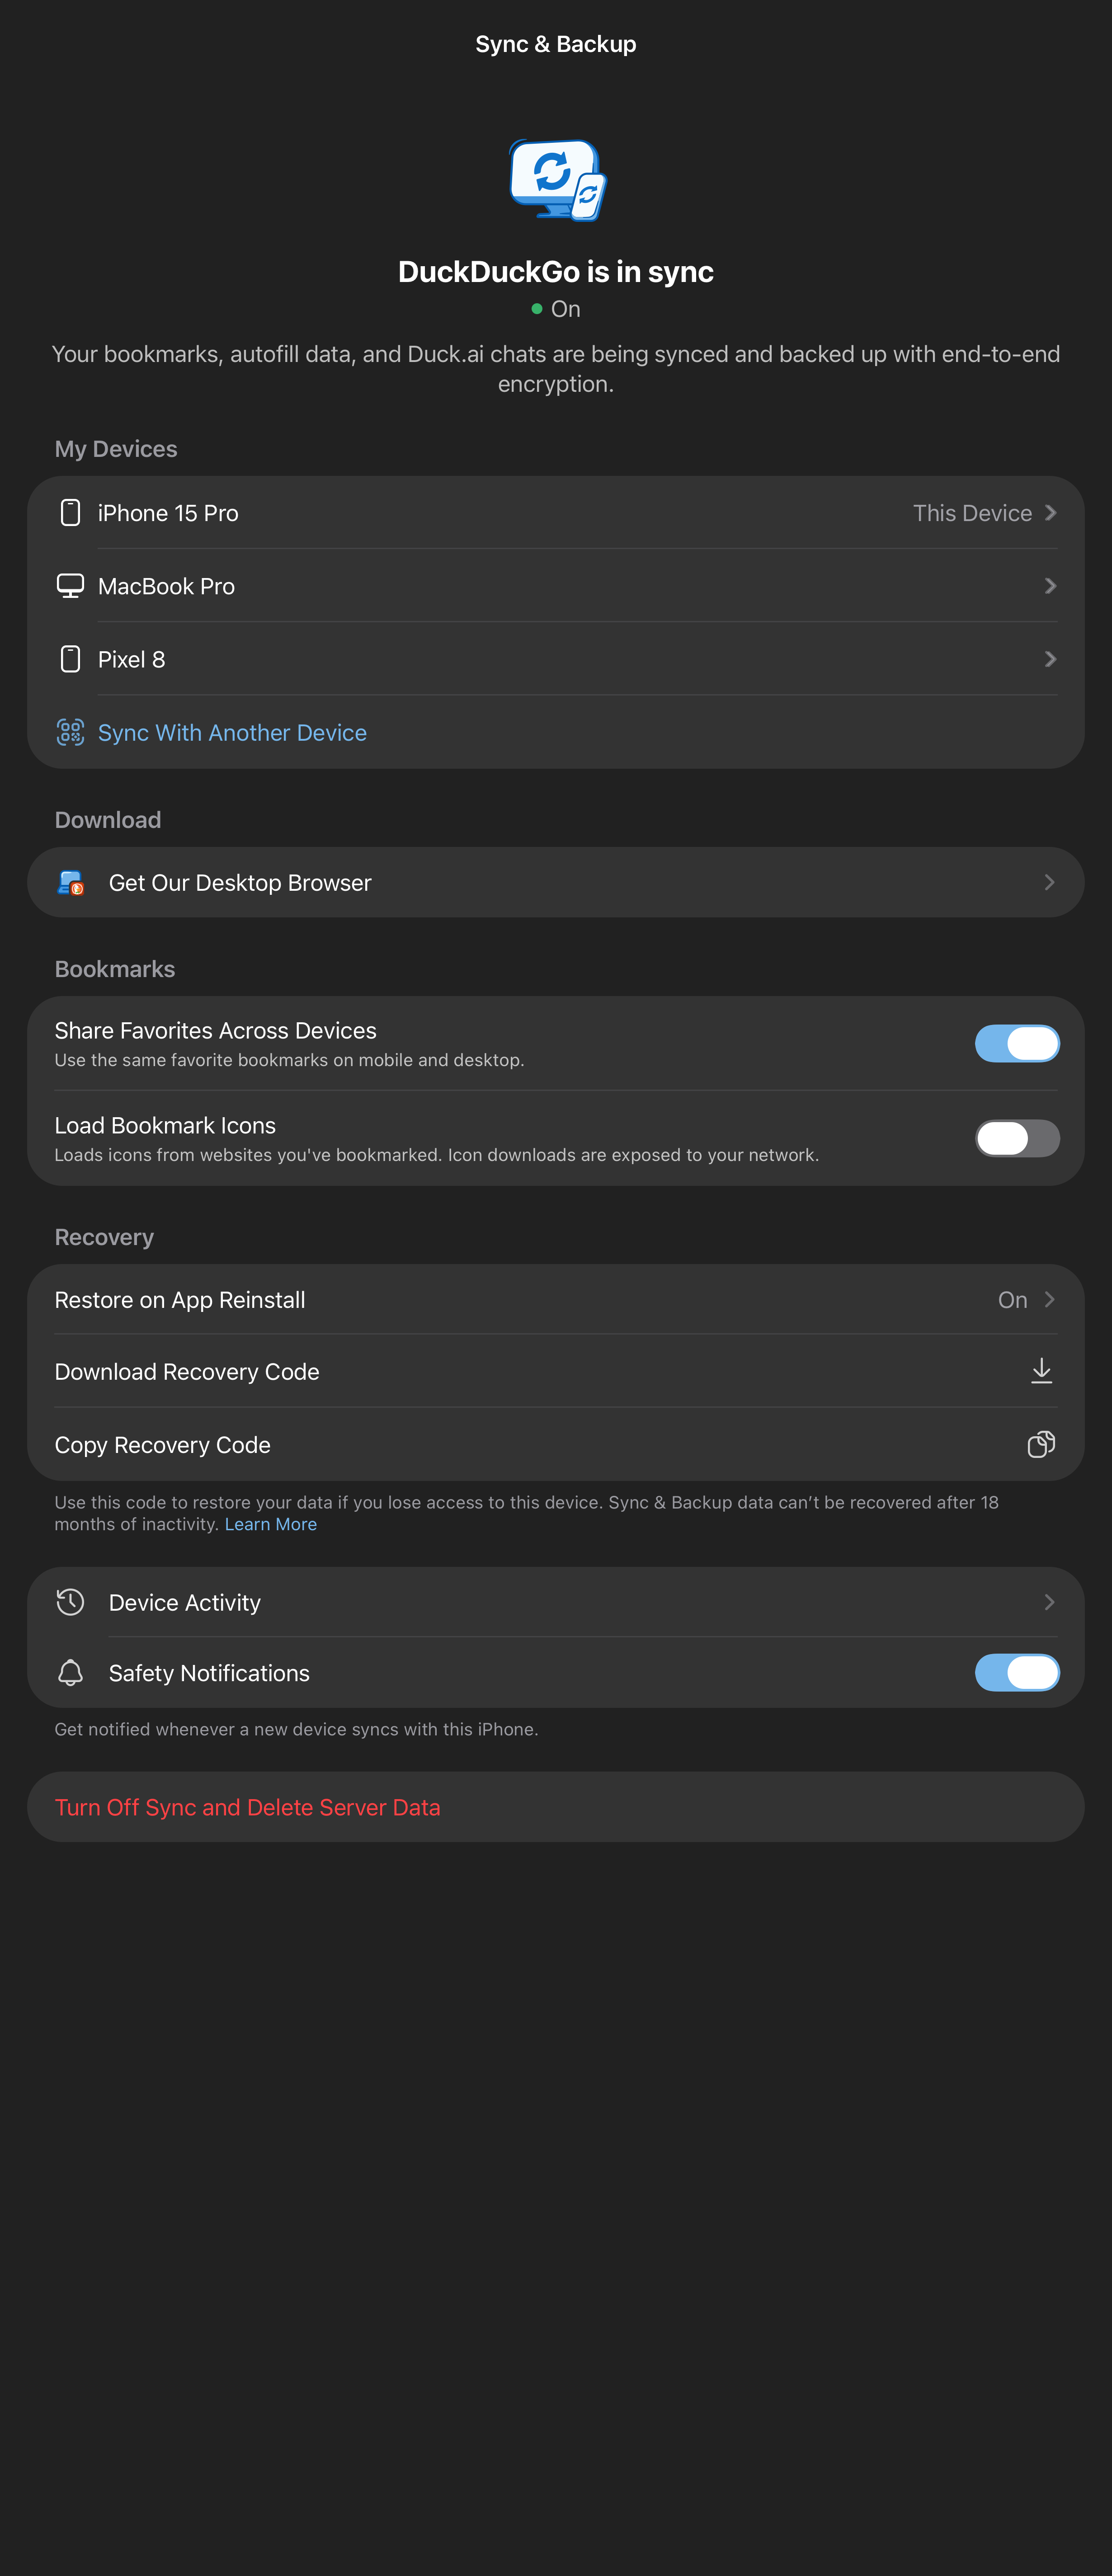 Sync & Backup
DuckDuckGo is in sync
On
Your bookmarks, autofill data, and Duck.ai chats are being synced and backed up with end-to-end
encryption.
My Devices
iPhone 15 Pro
This Device
MacBook Pro
Pixel 8
Sync With Another Device
Download
Get Our Desktop Browser
Bookmarks
Share Favorites Across Devices
Use the same favorite bookmarks on mobile and desktop.
Load Bookmark Icons
Loads icons from websites you've bookmarked. Icon downloads are exposed to your network.
Recovery
Restore on App Reinstall
On
Download Recovery Code
Copy Recovery Code
Use this code to restore your data if you lose access to this device. Sync & Backup data can’t be recovered after 18
months of inactivity. Learn More
Device Activity
Safety Notifications
Get notified whenever a new device syncs with this iPhone.
Turn Off Sync and Delete Server Data